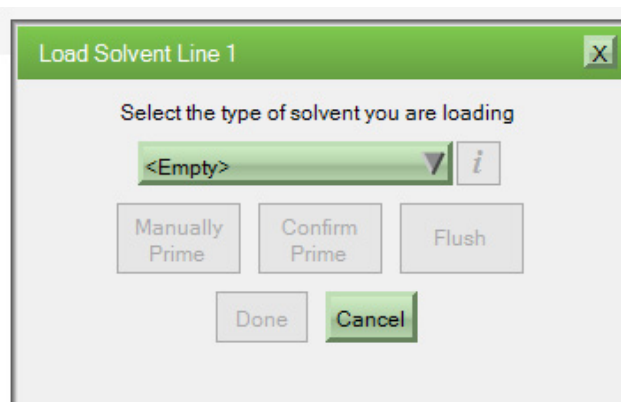 Load Solvent Line 1
X
Select the type of solvent you are loading
<Empty>
i
Manually
Prime
Confirm
Prime
Flush
Done
Cancel